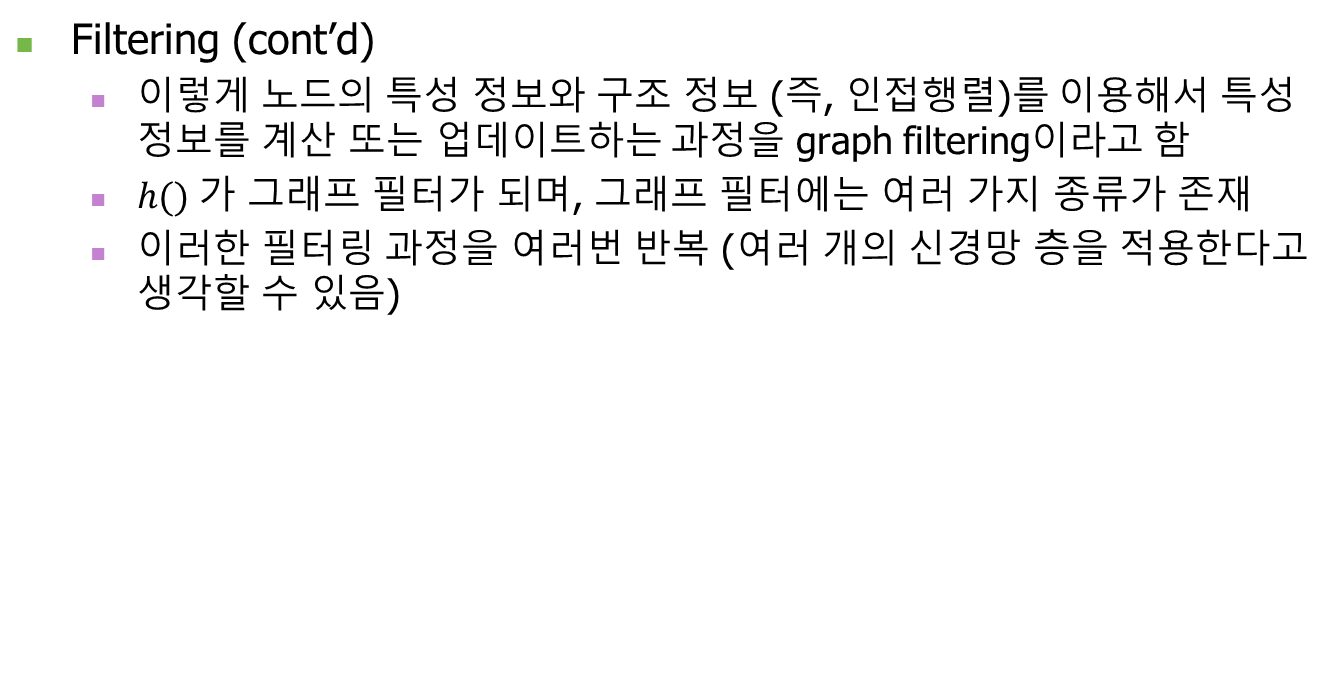 Filtering (cont’d)
이렇게 노드의 특성 정보와 구조 정보 (즉, 인접행렬)를 이용해서 특성
정보를 계산 또는 업데이트하는 과정을 graph filtering이라고 함
h() 가 그래프 필터가 되며, 그래프 필터에는 여러 가지 종류가 존재
이러한 필터링 과정을 여러번 반복 (여러 개의 신경망 층을 적용한다고
생각할 수 있음)